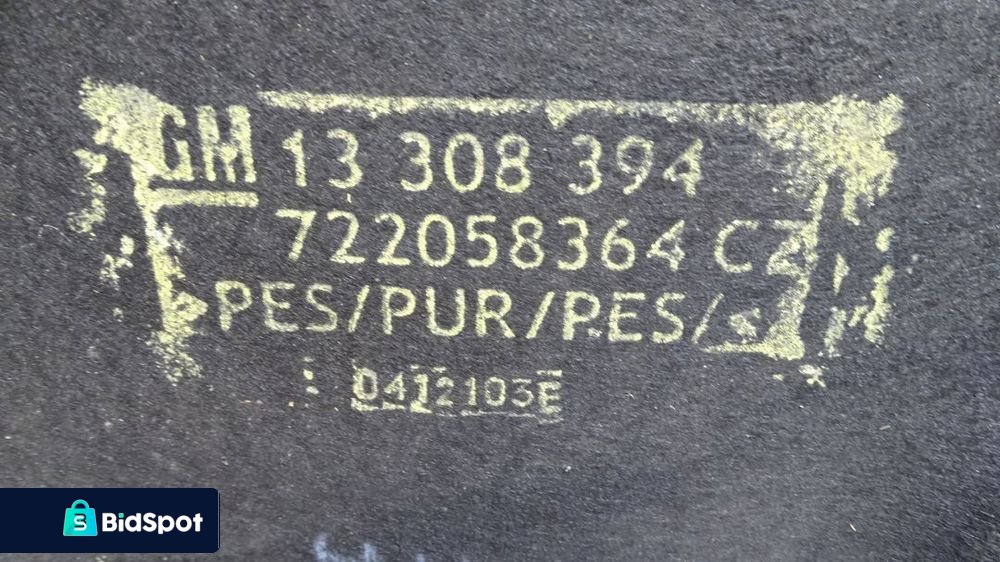 GM 13 308 394
722058364 CZ
>PES/PUR/PES/
0412103E
BidSpot